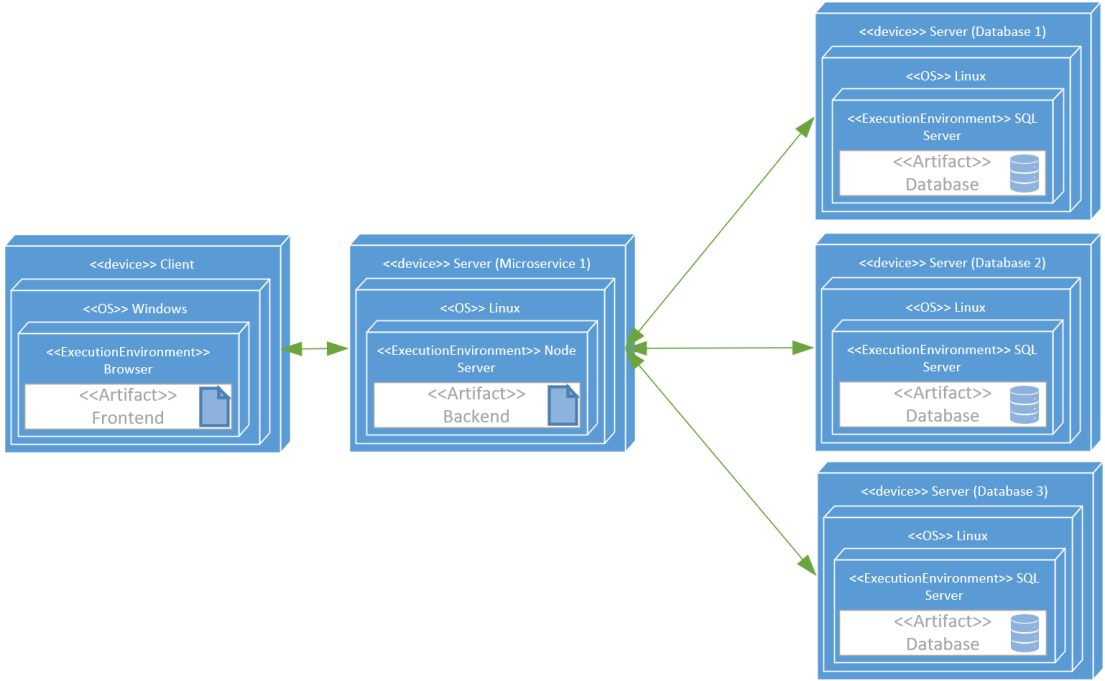 <<device>> Client
<<OS>> Windows
<<ExecutionEnvironment>>
Browser
<<Artifact>>
Frontend
<<device>> Server (Microservice 1)
<<OS>> Linux
<<ExecutionEnvironment>> Node
Server
<<Artifact>>
Backend
<<device>> Server (Database 1)
<<OS>> Linux
<<ExecutionEnvironment>> SQL
Server
<<Artifact>>
Database
<<device>> Server (Database 2)
<<OS>> Linux
<<ExecutionEnvironment>> SQL
Server
<<Artifact>>
Database
<<device>> Server (Database 3)
<<OS>> Linux
<<ExecutionEnvironment>> SQL
Server
<<Artifact>>
Database